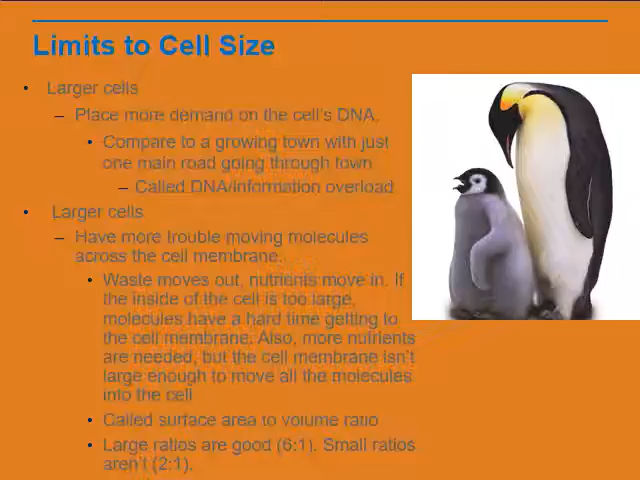 Limits to Cell Size
• Larger cells
– Place more demand on the cell's DNA.
• Compare to a growing town with just
one main road going through town
– Called DNA/information overload
• Larger cells
– Have more trouble moving molecules
across the cell membrane.
• Waste moves out, nutrients move in. If
the inside of the cell is too large,
molecules have a hard time getting to
the cell membrane. Also, more nutrients
are needed, but the cell membrane isn't
large enough to move all the molecules
into the cell
• Called surface area to volume ratio
• Large ratios are good (6:1). Small ratios
aren't (2:1).